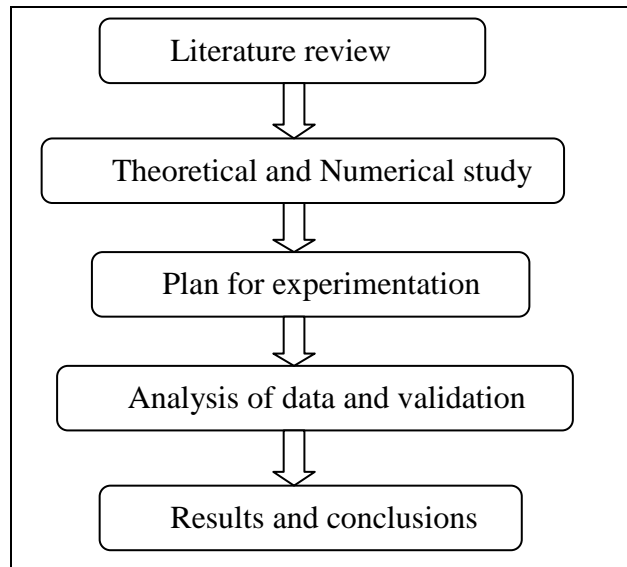 Literature review
Theoretical and Numerical study
Plan for experimentation
Analysis of data and validation
Results and conclusions